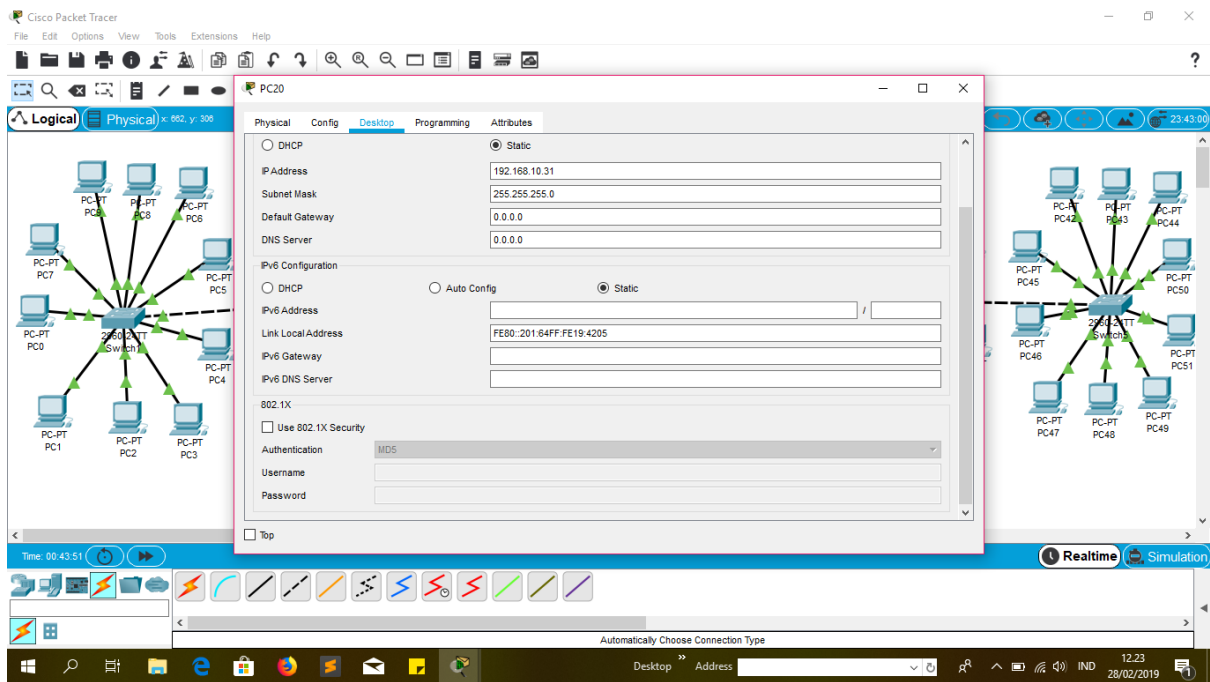 Cisco Packet Tracer
File Edit Options View Tools Extensions Help
?
PC20
Logical Physical x: 662, y: 306
23:43:00
Physical Config Desktop Programming Attributes
DHCP Static
IP Address 192.168.10.31
Subnet Mask 255.255.255.0
Default Gateway 0.0.0.0
DNS Server 0.0.0.0
IPv6 Configuration
DHCP Auto Config Static
IPv6 Address /
Link Local Address FE80::201:64FF:FE19:4205
IPv6 Gateway
IPv6 DNS Server
802.1X
Use 802.1X Security
Authentication MD5
Username
Password
Top
PC-PT
PC-PT
PC8
PC-PT
PC6
PC-PT
PC7
PC-PT
PC5
PC-PT
PC0
2960-24TT
PC-PT
PC4
PC-PT
PC1
PC-PT
PC2
PC-PT
PC3
PC-PT
PC42
PC-PT
PC43
PC-PT
PC44
PC-PT
PC45
PC-PT
PC50
2960-24TT
PC-PT
PC46
PC-PT
PC51
PC-PT
PC47
PC-PT
PC48
PC-PT
PC49
Time: 00:43:51
Realtime Simulation
Automatically Choose Connection Type
Desktop Address
IND
12.23
28/02/2019